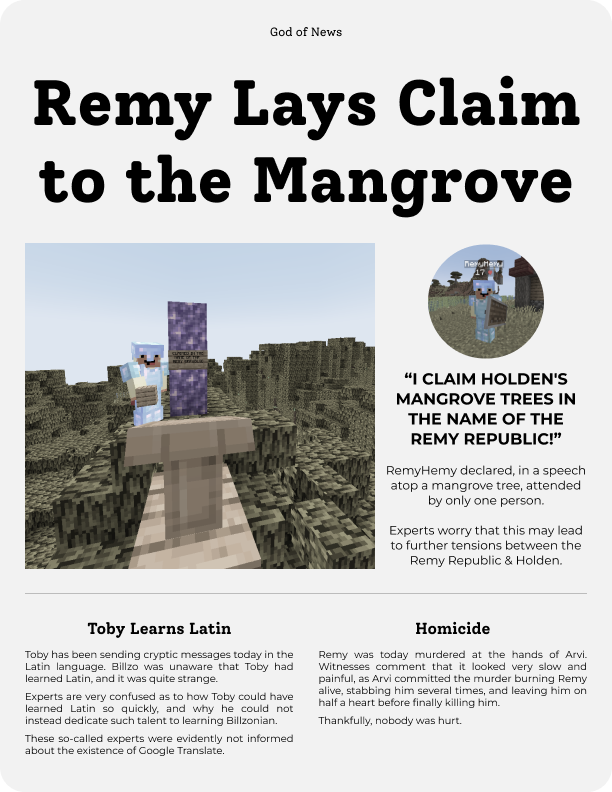 God of News
Remy Lays Claim
to the Mangrove
RemyHemy
17
“I CLAIM HOLDEN'S
MANGROVE TREES IN
THE NAME OF THE
REMY REPUBLIC!”
RemyHemy declared, in a speech
atop a mangrove tree, attended
by only one person.
Experts worry that this may lead
to further tensions between the
Remy Republic & Holden.
Toby Learns Latin
Toby has been sending cryptic messages today in the
Latin language. Billzo was unaware that Toby had
learned Latin, and it was quite strange.
Experts are very confused as to how Toby could have
learned Latin so quickly, and why he could not
instead dedicate such talent to learning Billzonian.
These so-called experts were evidently not informed
about the existence of Google Translate.
Homicide
Remy was today murdered at the hands of Arvi.
Witnesses comment that it looked very slow and
painful, as Arvi committed the murder burning Remy
alive, stabbing him several times, and leaving him on
half a heart before finally killing him.
Thankfully, nobody was hurt.